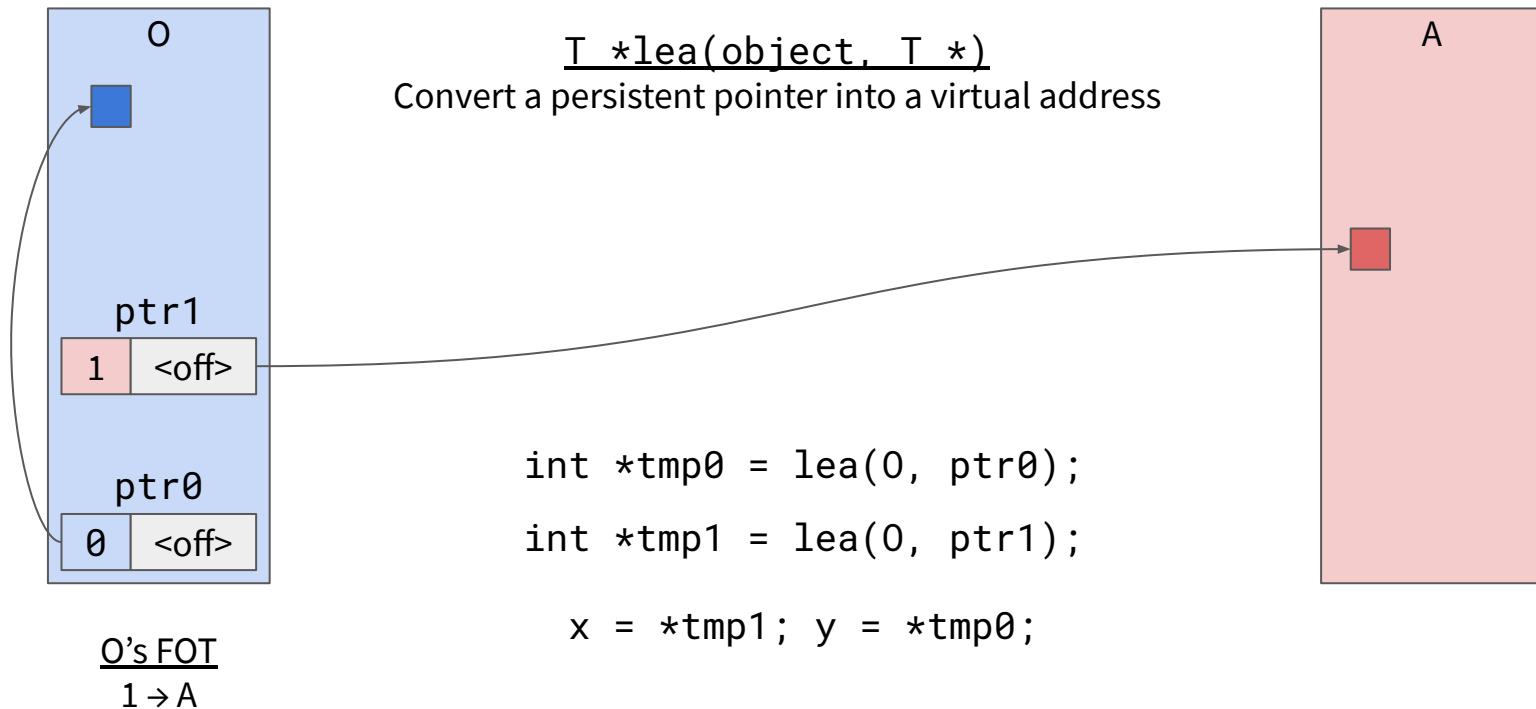 O
T *lea(object, T *)
A
Convert a persistent pointer into a virtual address
ptr1
1 <off>
int *tmp0 = lea(O, ptr0);
ptr0
0 <off>
int *tmp1 = lea(O, ptr1);
x = *tmp1; y = *tmp0;
O’s FOT
1 → A